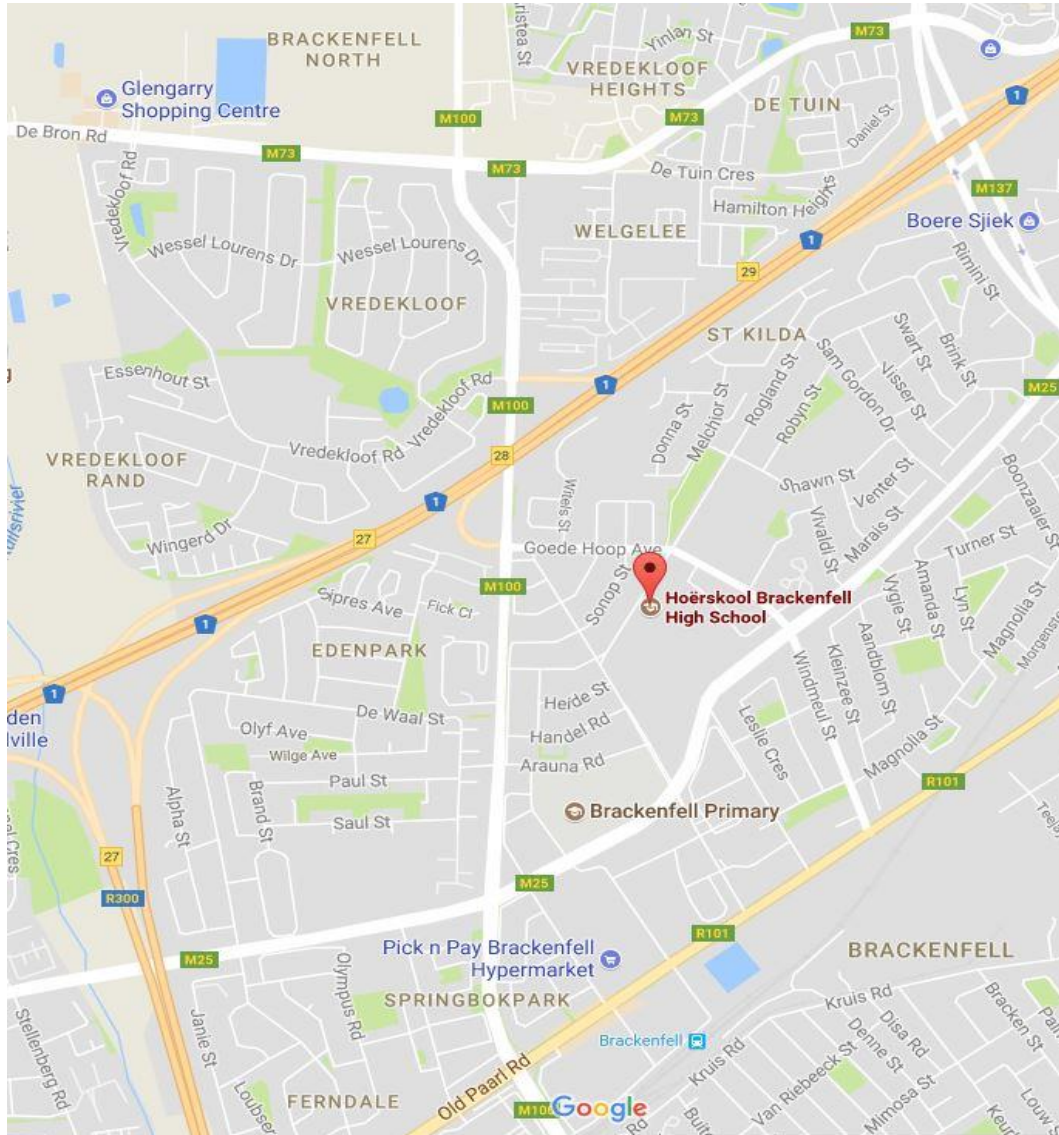 BRACKENFELL
NORTH
Yinlan St
M73
VREDEKLOOF
HEIGHTS
Glengarry
Shopping Centre
1
DE TUIN
M100
M73
Daniel St
De Bron Rd
M73
M73
De Tuin Cres
M137
Vredekloof Rd
Hamilton Heights
Boere Sjiek
WELGELEE
1
Wessel Lourens Dr
Wessel Lourens Dr
29
Rimini St
VREDEKLOOF
ST KILDA
Swart St
Brink St
Sam Gordon Dr
Visser St
Essenhout St
1
M25
Vredekloof Rd
M100
Rogland St
Robyn St
Melchior St
Donna St
Vredekloof Rd
28
VREDEKLOOF
RAND
Shawn St
Venter St
Boonzaaier St
1
Witels St
Vivaldi St
Marais St
Wingerd Dr
27
Goede Hoop Ave
Turner St
M100
Sonop St
Hoërskool Brackenfell
High School
Sipres Ave
Fick Cl
Vygie St
Amanda St
Lyn St
Magnolia St
1
EDENPARK
Windmeul St
Kleinzee St
Aandblom St
1
Heide St
De Waal St
Olyf Ave
Handel Rd
Leslie Cres
Magnolia St
Wilge Ave
Arauna Rd
Paul St
R101
Alpha St
Brand St
Saul St
Brackenfell Primary
27
M25
R300
R101
Pick n Pay Brackenfell
Hypermarket
BRACKENFELL
M25
Olympus Rd
SPRINGBOKPARK
Kruis Rd
Stellenberg Rd
Janie St
Brackenfell
Kruis Rd
Disa Rd
Denne St
Bracken St
Van Riebeeck St
Mimosa St
Old Paarl Rd
FERNDALE
Google